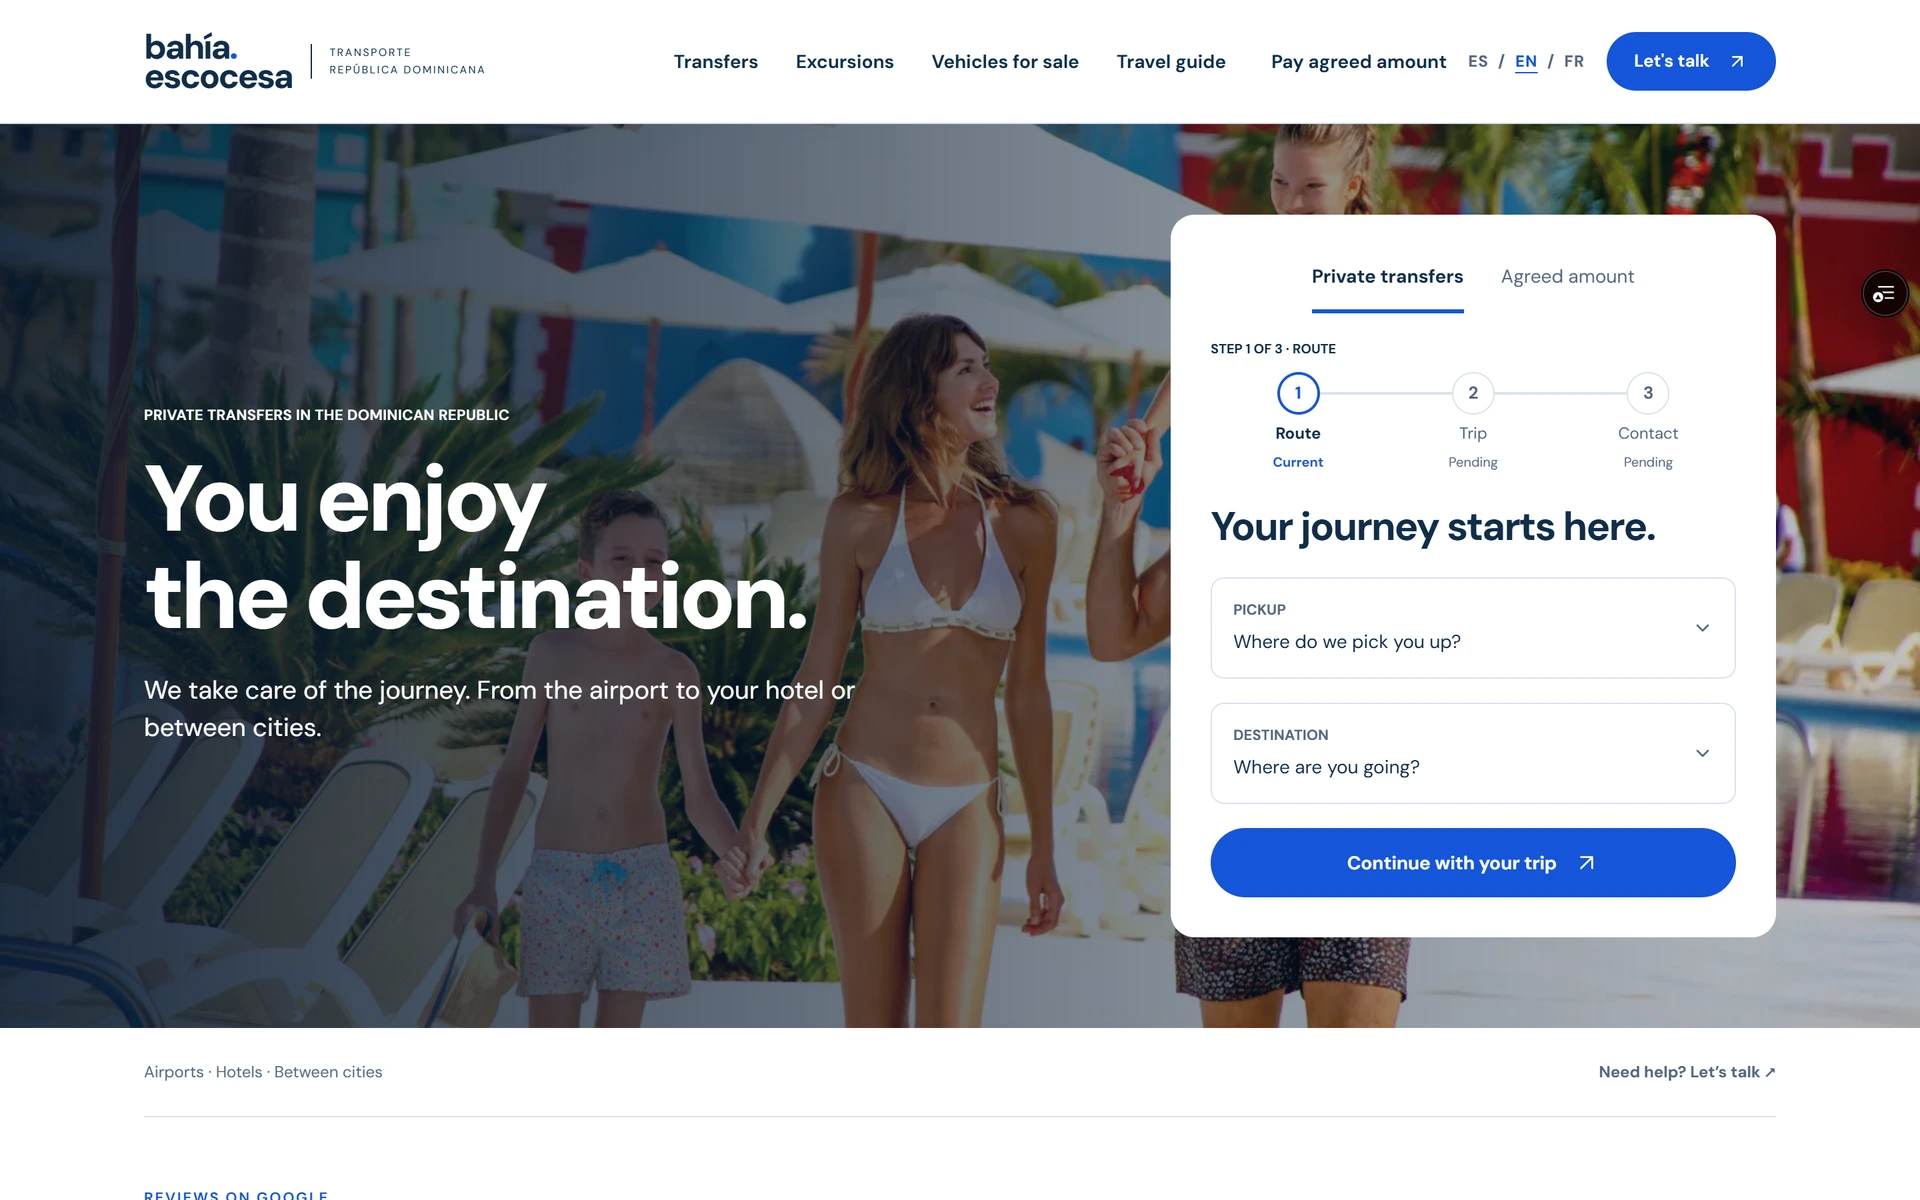 bahía.
escocesa
TRANSPORTE
REPÚBLICA DOMINICANA
Transfers
Excursions
Vehicles for sale
Travel guide
Pay agreed amount
ES / EN / FR
Let's talk
PRIVATE TRANSFERS IN THE DOMINICAN REPUBLIC
You enjoy
the destination.
We take care of the journey. From the airport to your hotel or
between cities.
Private transfers
Agreed amount
STEP 1 OF 3 · ROUTE
1
2
3
Route
Trip
Contact
Current
Pending
Pending
Your journey starts here.
PICKUP
Where do we pick you up?
DESTINATION
Where are you going?
Continue with your trip
Airports · Hotels · Between cities
Need help? Let’s talk ↗
REVIEWS ON GOOGLE